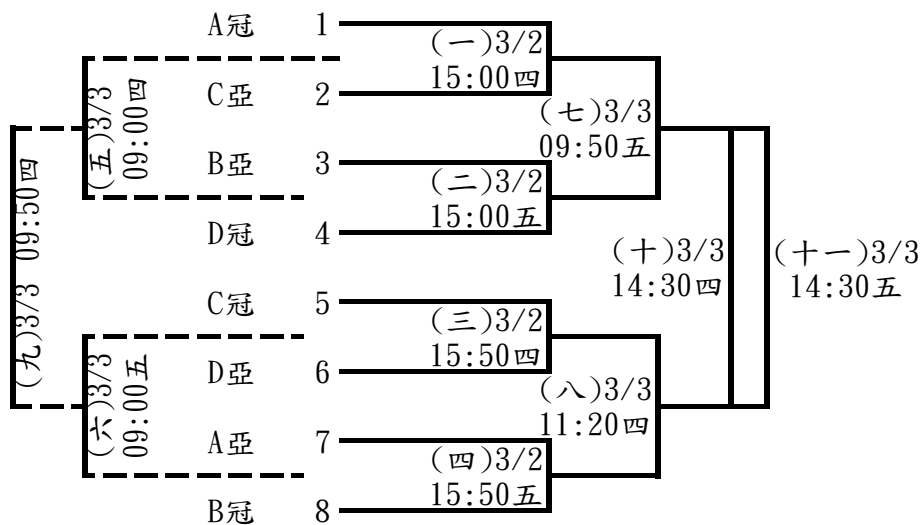 A冠 1
(一)3/2
15:00四
C亞 2
(五)3/3
09:00四
(七)3/3
09:50五
B亞 3
(二)3/2
15:00五
D冠 4
(九)3/3 09:50四
(十)3/3
14:30四
(十一)3/3
14:30五
C冠 5
(三)3/2
15:50四
D亞 6
(六)3/3
09:00五
(八)3/3
11:20四
A亞 7
(四)3/2
15:50五
B冠 8